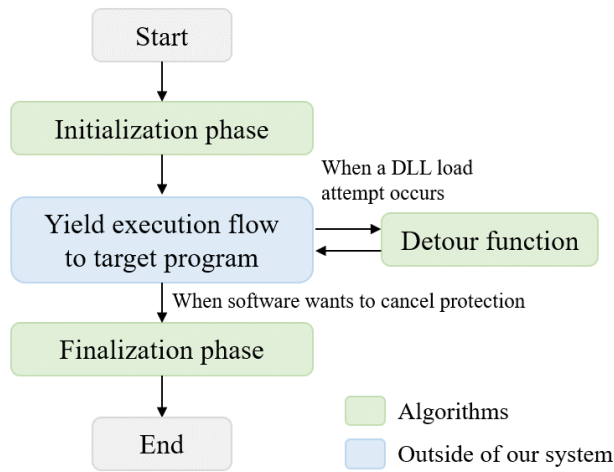 Start
Initialization phase
When a DLL load
attempt occurs
Yield execution flow
to target program
Detour function
When software wants to cancel protection
Finalization phase
End
Algorithms
Outside of our system